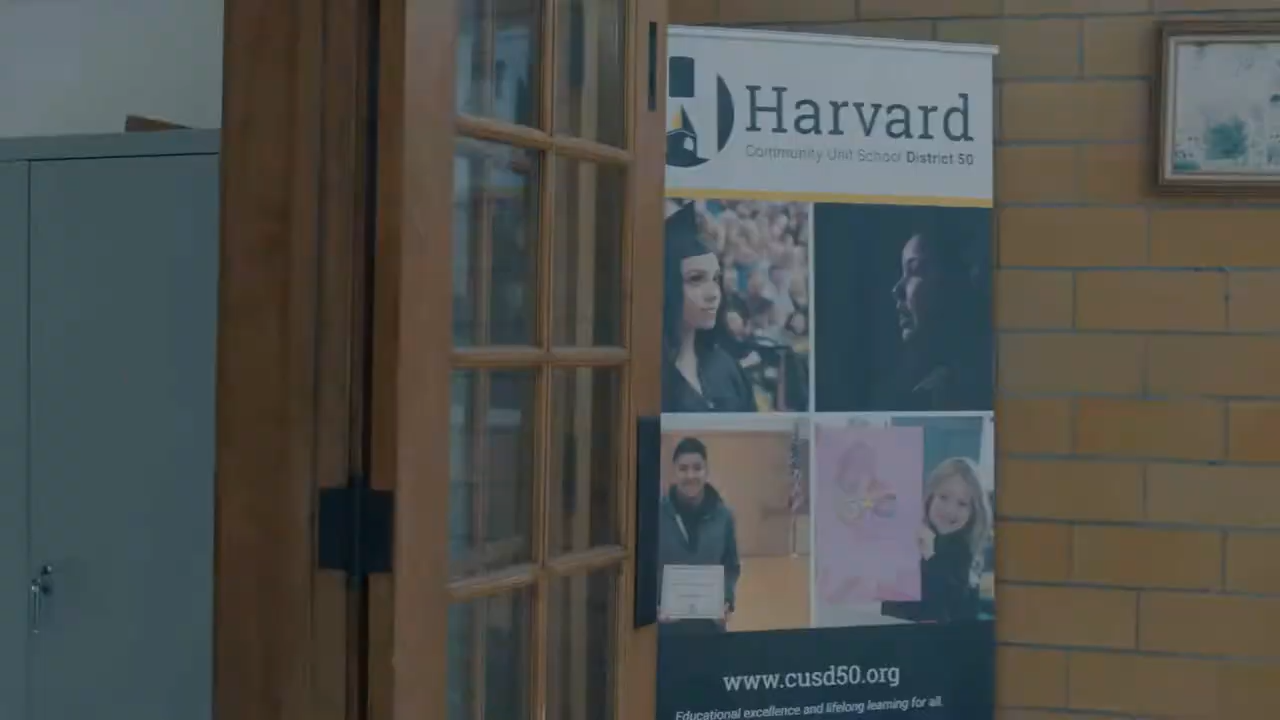 Harvard
Community Unit School District 50
www.cusd50.org
Educational excellence and lifelong learning for all.